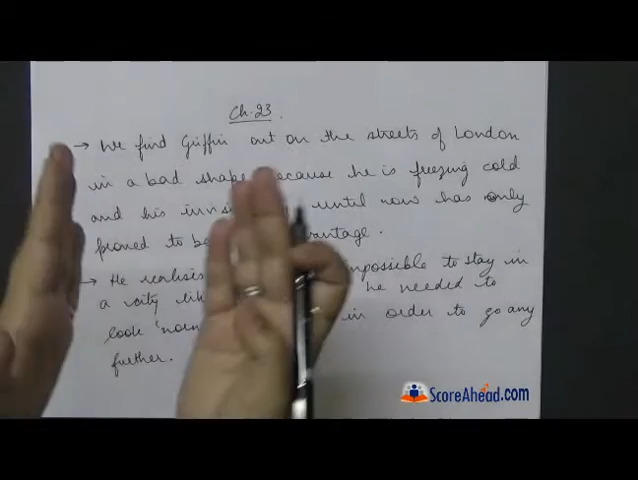 Ch.23.
→ We find Griffin out on the streets of London
in a bad shape because he is freezing cold
and his until now has only
proved to be
→ He realises impossible to stay in
a city he needed to
look in order to go any
further.
ScoreAhead.com